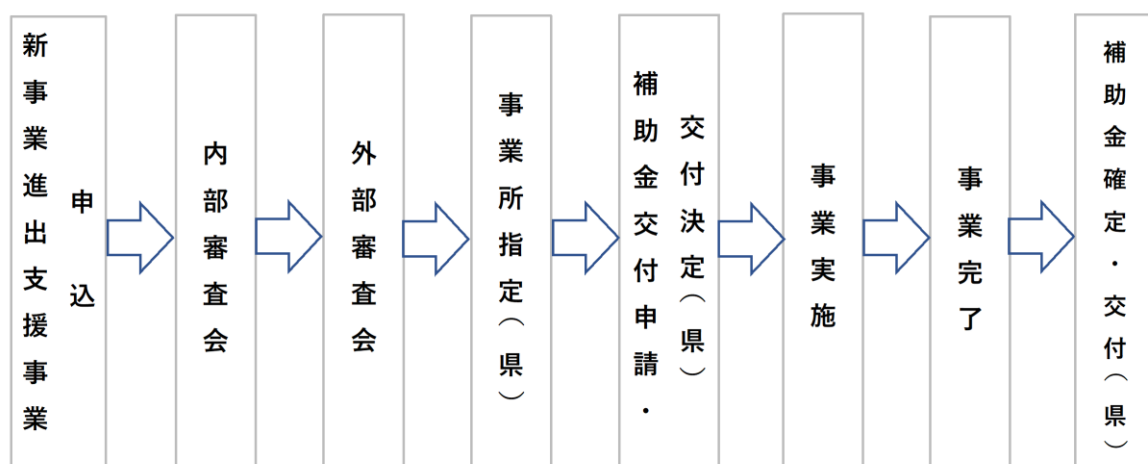 新事業進出支援事業
申込
内部審査会
外部審査会
事業所指定（県）
補助金交付申請・
交付決定（県）
事業実施
事業完了
補助金確定・交付（県）